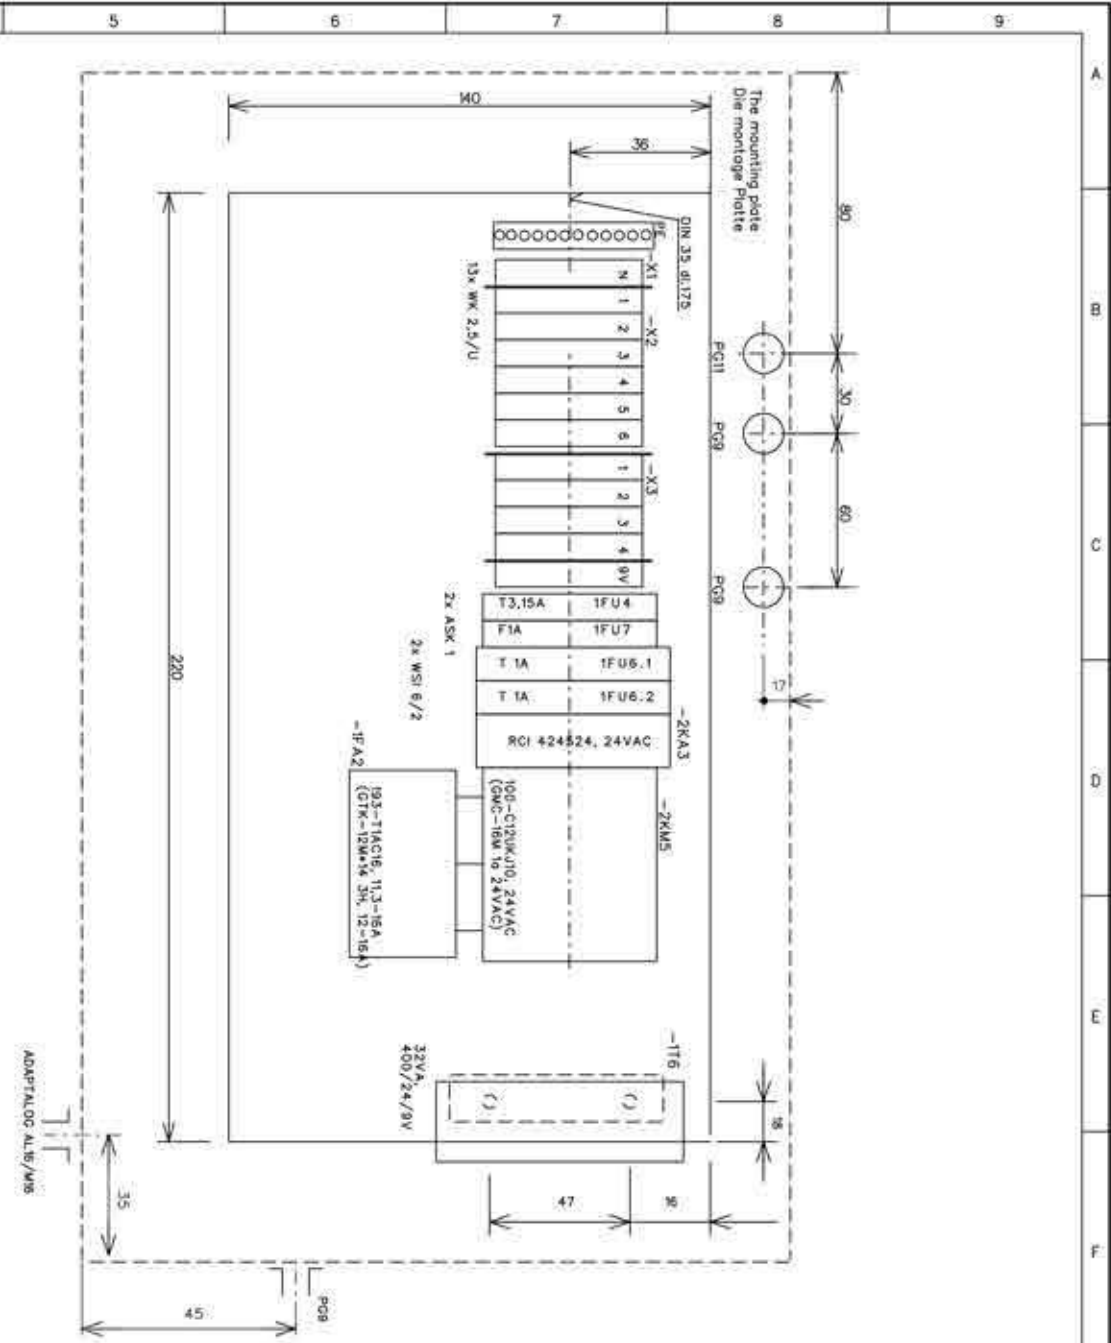 5
6
7
8
9
A
B
C
D
E
F
140
36
The mounting plate
Die montage Platte
80
DIN 35 dl.175
PE
-X1
13x WK 2,5/U
N
1
2
3
4
5
6
-X2
PG11
30
PG9
60
-X3
1
2
3
4
9V
PG9
17
T3,15A 1FU4
F1A 1FU7
T 1A 1FU6.1
T 1A 1FU6.2
2x ASK 1
2x WSI 6/2
220
-2KA3
RCI 424524, 24VAC
-1FA2
-2KM5
100-C12UKJ10, 24VAC
(GMC-16M 1a 24VAC)
193-T1AC16, 11,3-16A
(GTK-12M*14 3H, 12-16A)
-1T6
32VA,
400/24/9V
18
47
16
ADAPTALOG AL16/M16
35
PG9
45